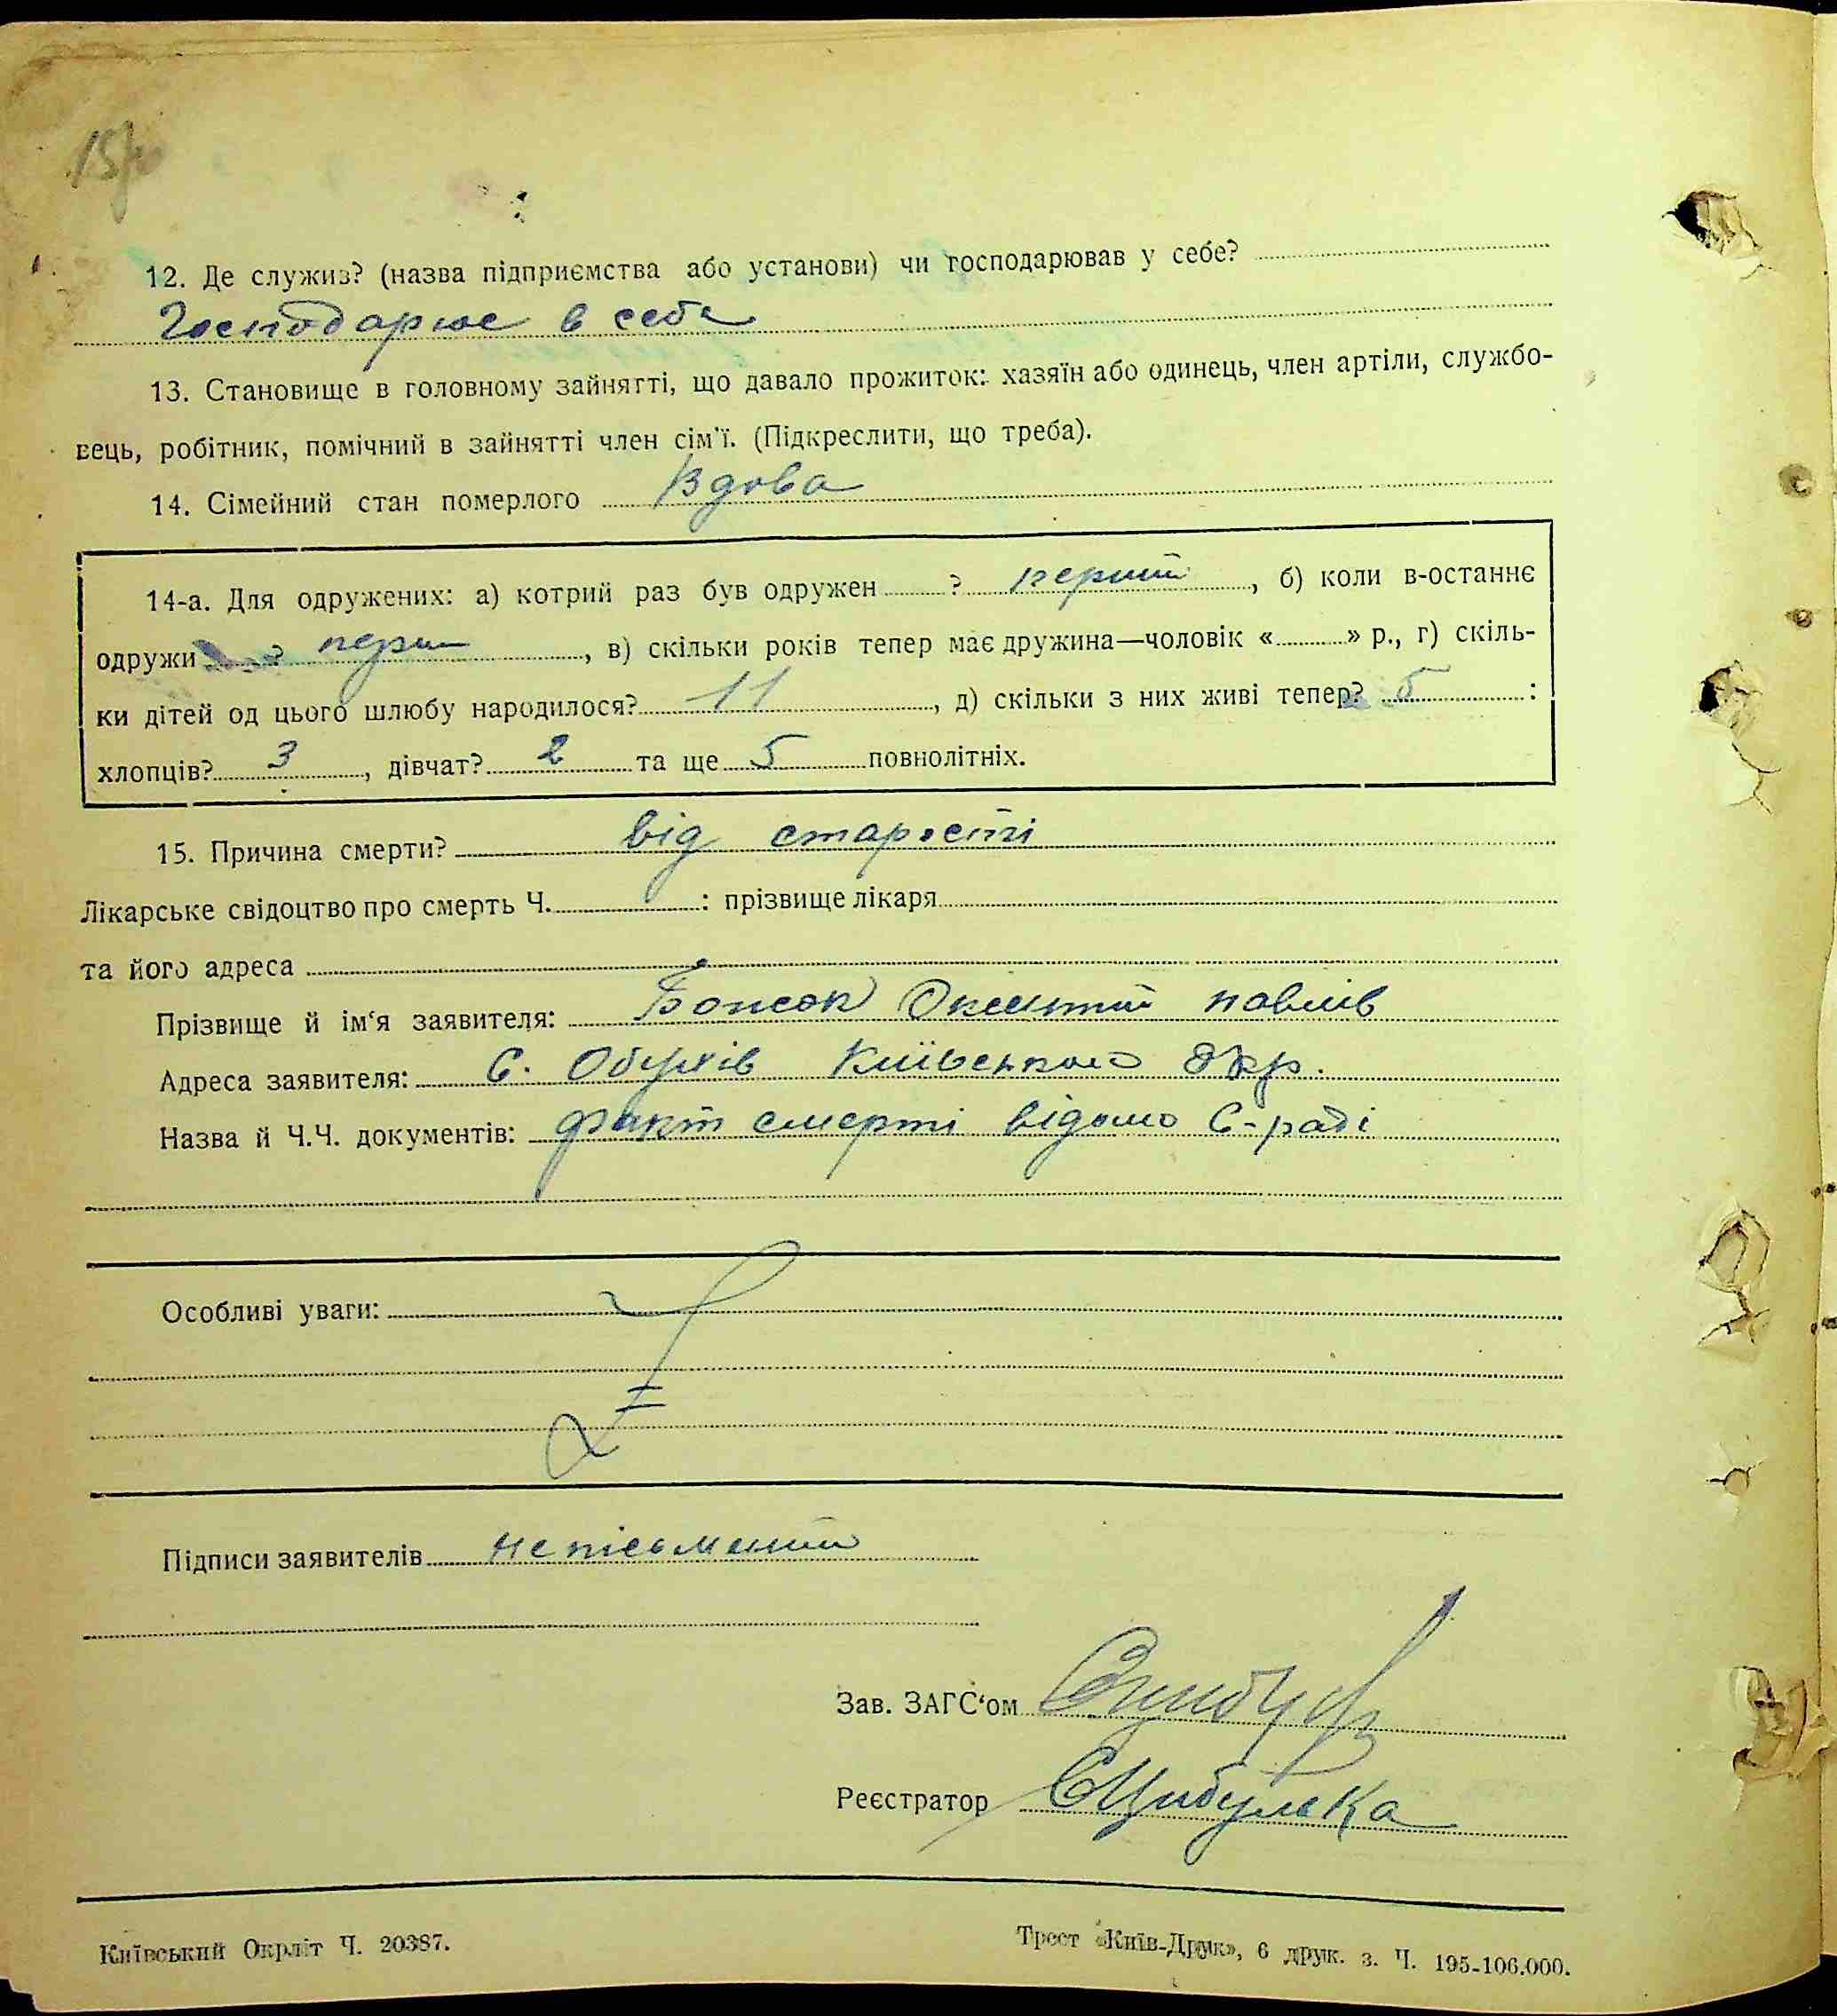 12. Де служив? (назва підприємства або установи) чи господарював у себе?
Господарює в себе
13. Становище в головному зайнятті, що давало прожиток: хазяїн або одинець, член артіли, службо-
вець, робітник, помічний в зайнятті член сім'ї. (Підкреслити, що треба).
14. Сімейний стан померлого Вдова
14-а. Для одружених: а) котрий раз був одружен ? перший, б) коли в-останнє
одружи ? перш, в) скільки років тепер має дружина—чоловік « » р., г) скіль-
ки дітей од цього шлюбу народилося? 11, д) скільки з них живі тепер? 5 :
хлопців? 3, дівчат? 2 та ще 5 повнолітніх.
15. Причина смерти? від старості
Лікарське свідоцтво про смерть Ч. : прізвище лікаря
та його адреса
Прізвище й ім'я заявителя: павлів
Адреса заявителя: С. Обухів Київського Окр.
Назва й Ч.Ч. документів: факт смерті відомо С-раді
Особливі уваги:
Підписи заявителів неписьмений
Зав. ЗАГС'ом
Реєстратор СЦибулька
Київський Окрліт Ч. 20387.
Трест «Київ-Друк», 6 друк. з. Ч. 195-106.000.